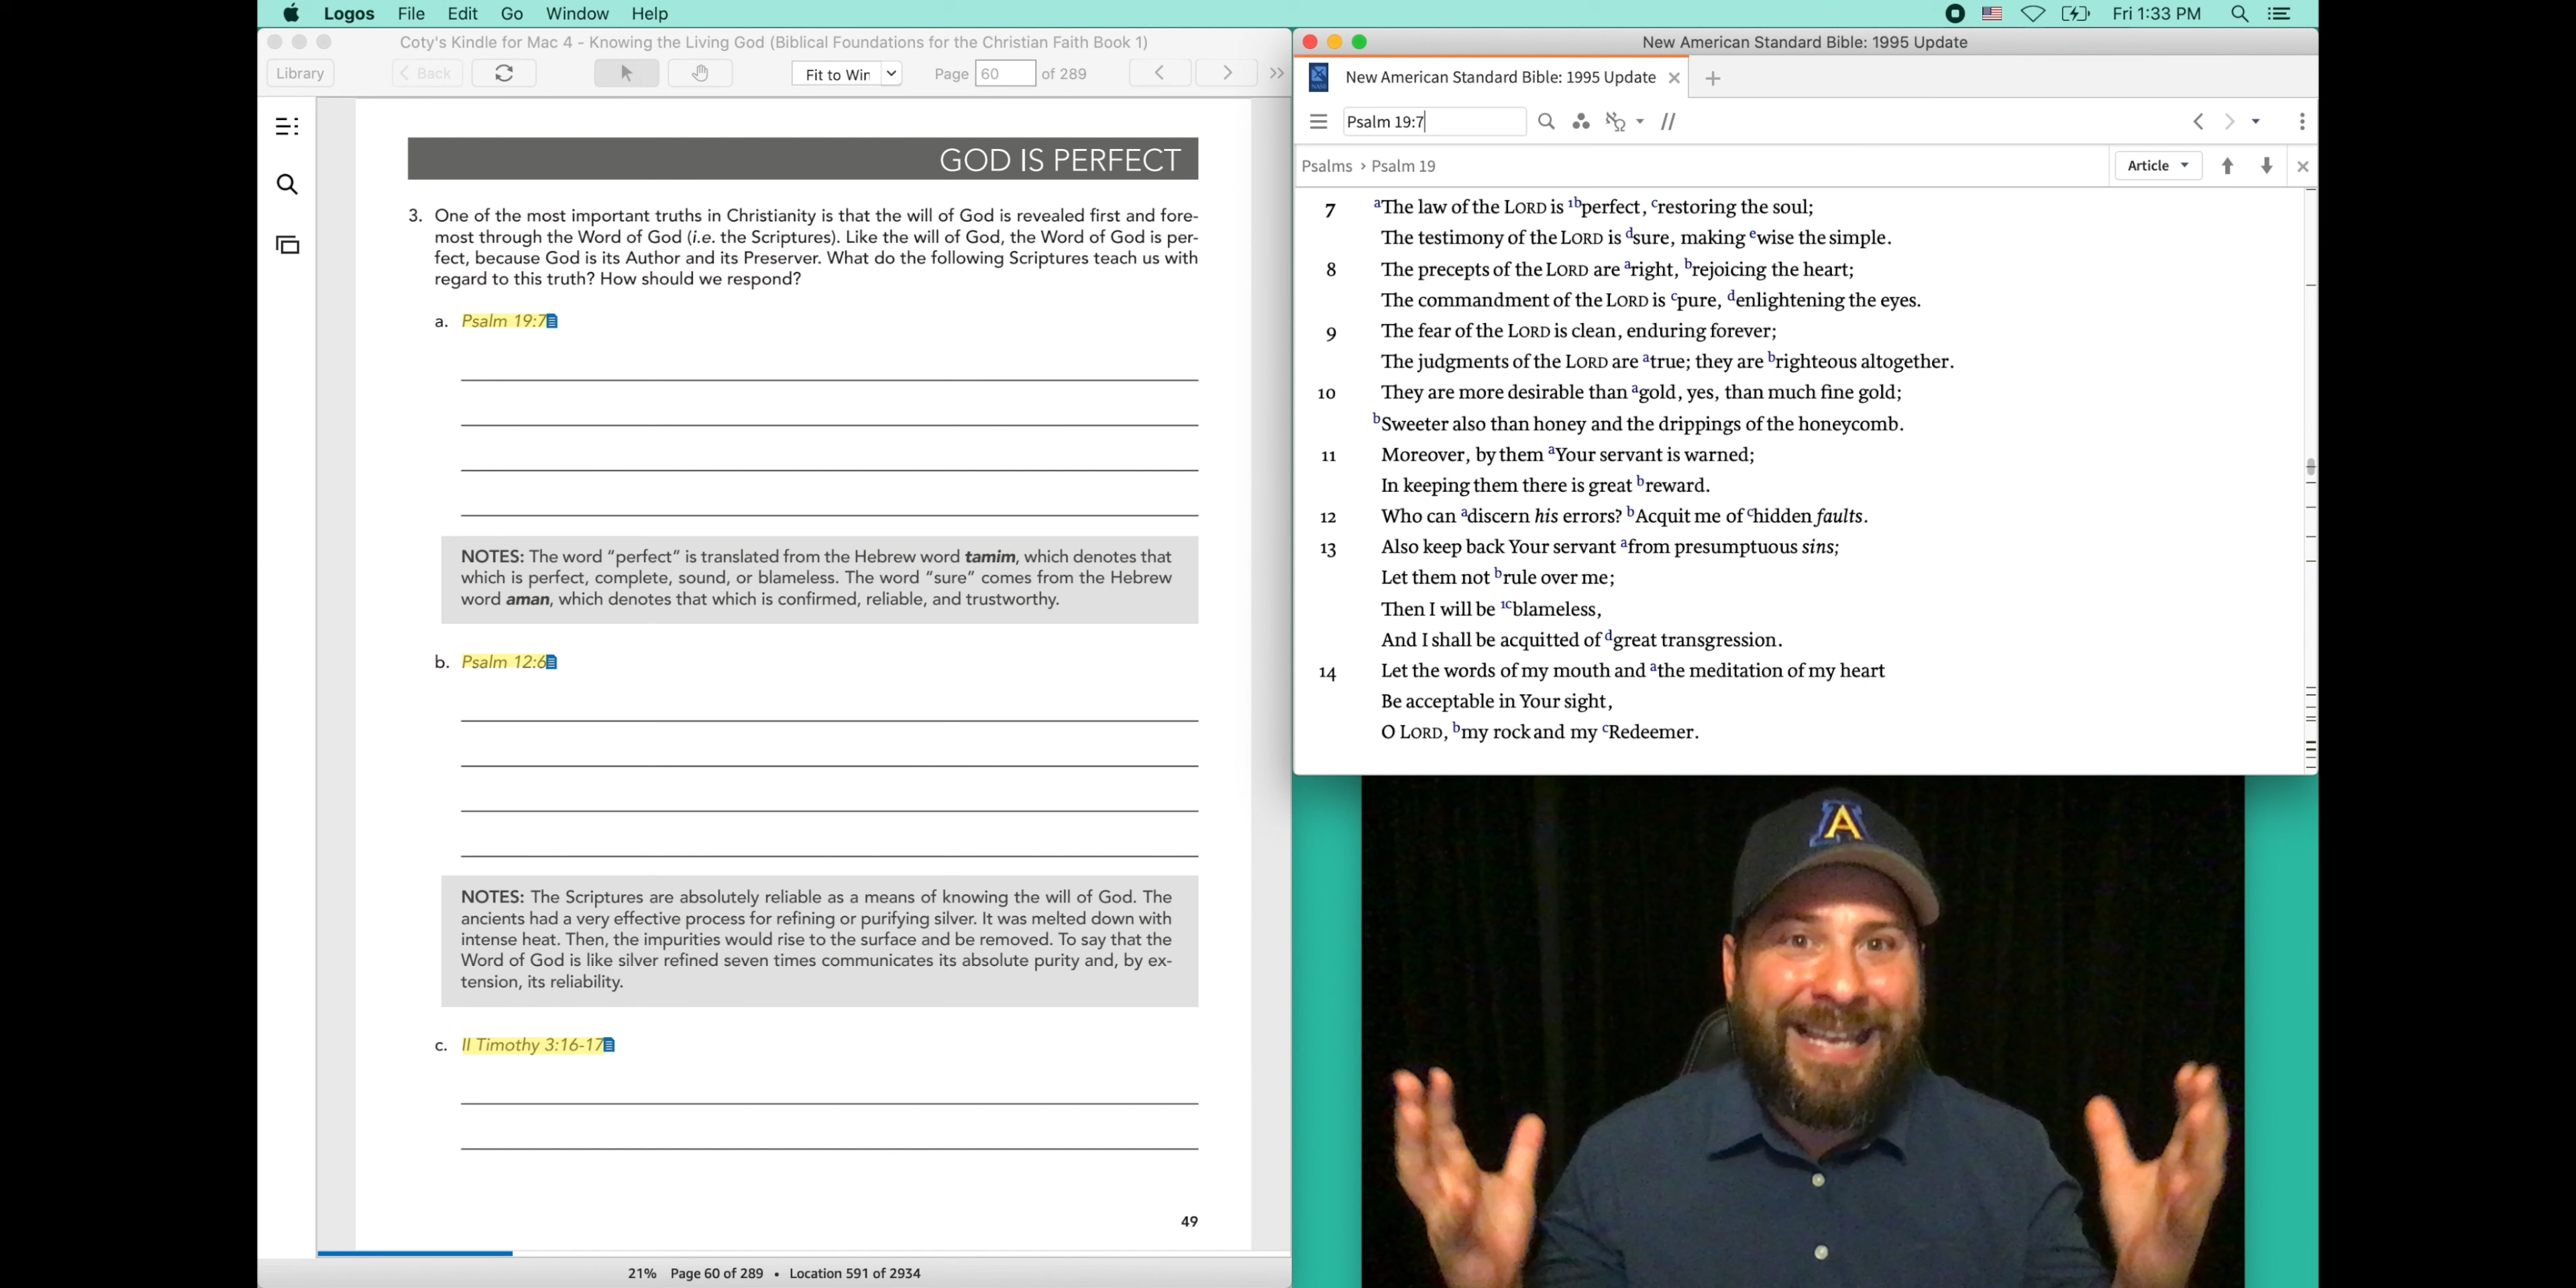 Logos File Edit Go Window Help
Fri 1:33 PM
Coty's Kindle for Mac 4 - Knowing the Living God (Biblical Foundations for the Christian Faith Book 1)
Library
Back
Fit to Win
Page 60 of 289
GOD IS PERFECT
3. One of the most important truths in Christianity is that the will of God is revealed first and fore-
most through the Word of God (i.e. the Scriptures). Like the will of God, the Word of God is per-
fect, because God is its Author and its Preserver. What do the following Scriptures teach us with
regard to this truth? How should we respond?
a. Psalm 19:7
NOTES: The word “perfect” is translated from the Hebrew word tamim, which denotes that
which is perfect, complete, sound, or blameless. The word “sure” comes from the Hebrew
word aman, which denotes that which is confirmed, reliable, and trustworthy.
b. Psalm 12:6
NOTES: The Scriptures are absolutely reliable as a means of knowing the will of God. The
ancients had a very effective process for refining or purifying silver. It was melted down with
intense heat. Then, the impurities would rise to the surface and be removed. To say that the
Word of God is like silver refined seven times communicates its absolute purity and, by ex-
tension, its reliability.
c. II Timothy 3:16-17
49
21% Page 60 of 289 • Location 591 of 2934
New American Standard Bible: 1995 Update
New American Standard Bible: 1995 Update
Psalm 19:7
Psalms › Psalm 19
Article
7 aThe law of the LORD is 1bperfect, crestoring the soul;
The testimony of the LORD is dsure, making ewise the simple.
8 The precepts of the LORD are aright, brejoicing the heart;
The commandment of the LORD is cpure, denlightening the eyes.
9 The fear of the LORD is clean, enduring forever;
The judgments of the LORD are atrue; they are brighteous altogether.
10 They are more desirable than agold, yes, than much fine gold;
bSweeter also than honey and the drippings of the honeycomb.
11 Moreover, by them aYour servant is warned;
In keeping them there is great breward.
12 Who can adiscern his errors? bAcquit me of chidden faults.
13 Also keep back Your servant afrom presumptuous sins;
Let them not brule over me;
Then I will be 1cblameless,
And I shall be acquitted of dgreat transgression.
14 Let the words of my mouth and athe meditation of my heart
Be acceptable in Your sight,
O LORD, bmy rock and my cRedeemer.
A